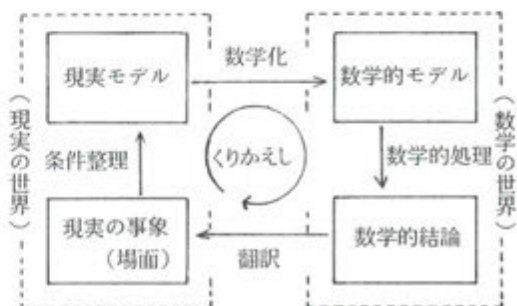 現実モデル
数学化
数学的モデル
（現実の世界）
条件整理
くりかえし
数学的処理
（数学の世界）
現実の事象
（場面）
翻訳
数学的結論